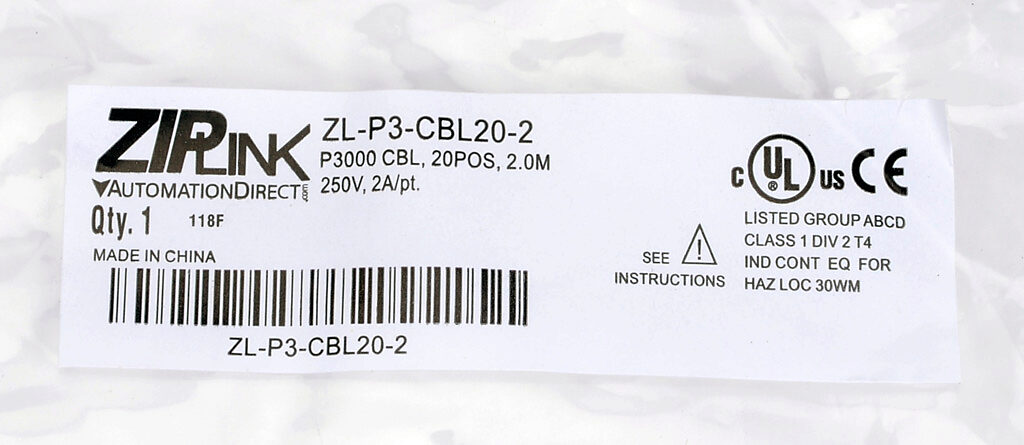 ZIPLINK
AUTOMATIONDIRECT
ZL-P3-CBL20-2
P3000 CBL, 20POS, 2.0M
250V, 2A/pt.
Qty. 1 118F
MADE IN CHINA
ZL-P3-CBL20-2
SEE
INSTRUCTIONS
C UL ® US CE
LISTED GROUP ABCD
CLASS 1 DIV 2 T4
IND CONT EQ FOR
HAZ LOC 30WM